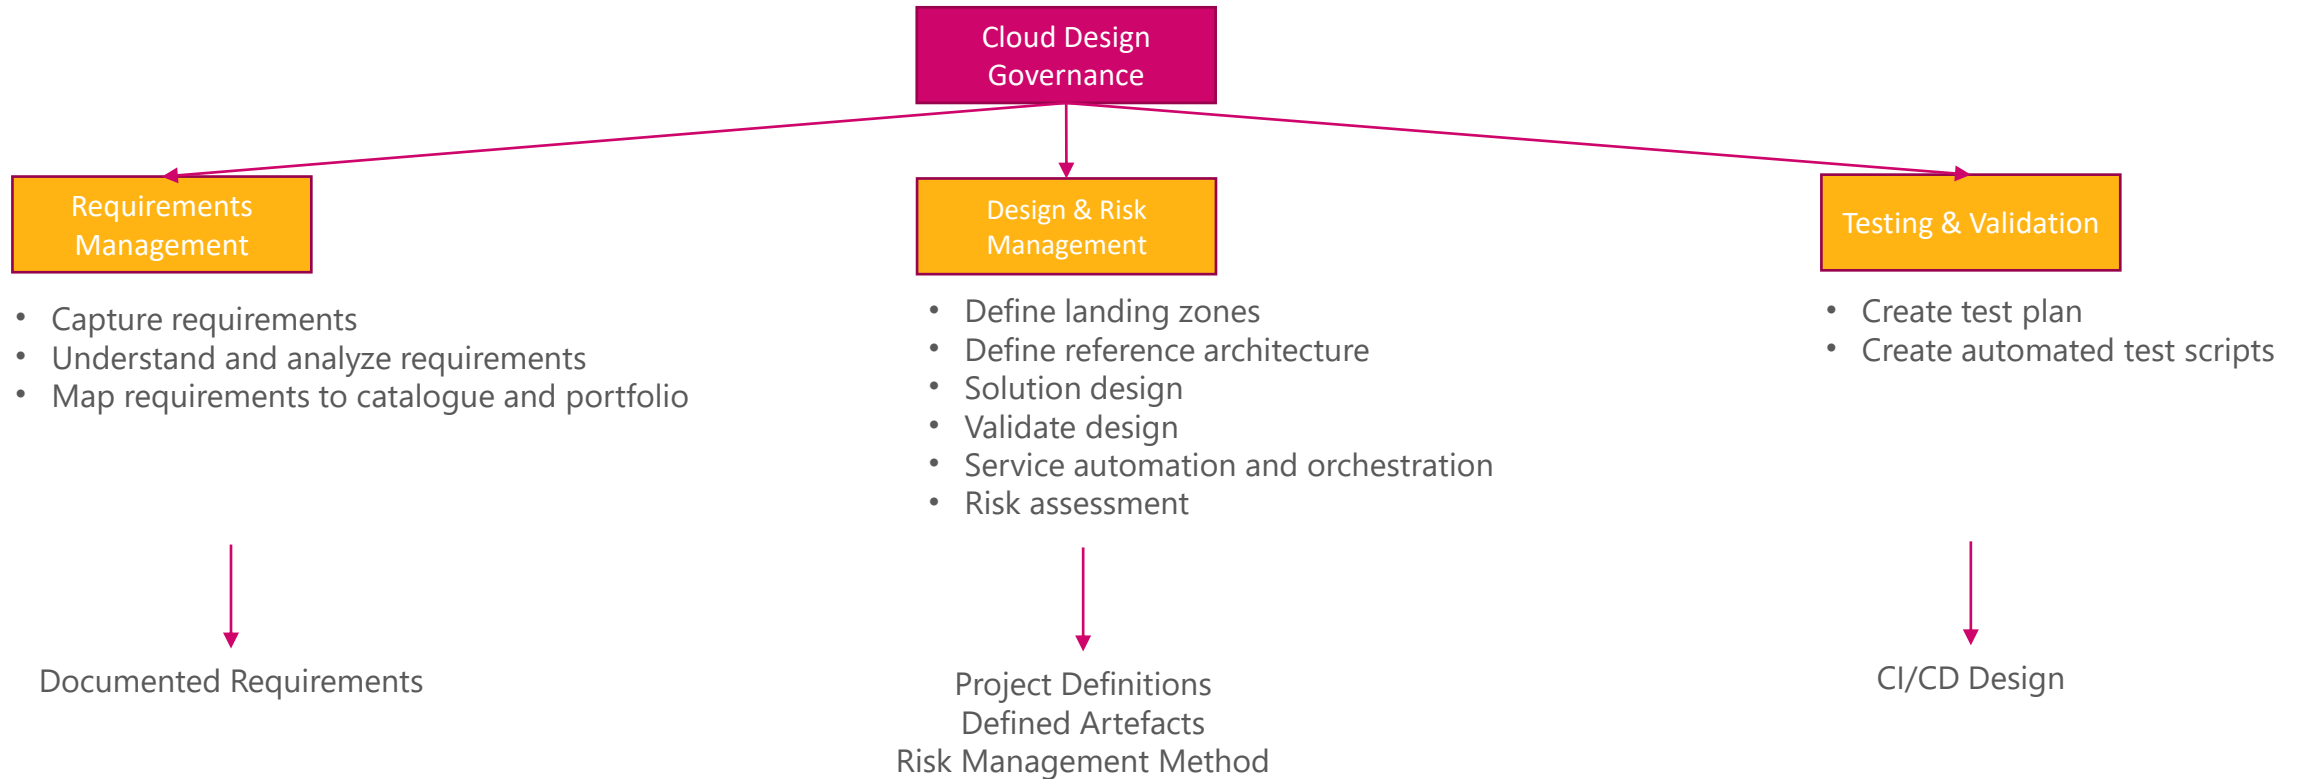 Cloud Design
Governance
Requirements
Management
• Capture requirements
• Understand and analyze requirements
• Map requirements to catalogue and portfolio
Documented Requirements
Design & Risk
Management
• Define landing zones
• Define reference architecture
• Solution design
• Validate design
• Service automation and orchestration
• Risk assessment
Project Definitions
Defined Artefacts
Risk Management Method
Testing & Validation
• Create test plan
• Create automated test scripts
CI/CD Design